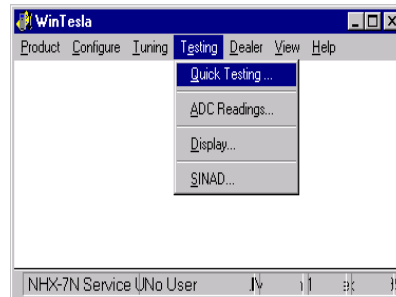 WinTesla
Product Configure Tuning Testing Dealer View Help
Quick Testing ...
ADC Readings...
Display...
SINAD...
NHX-7N Service UNo User